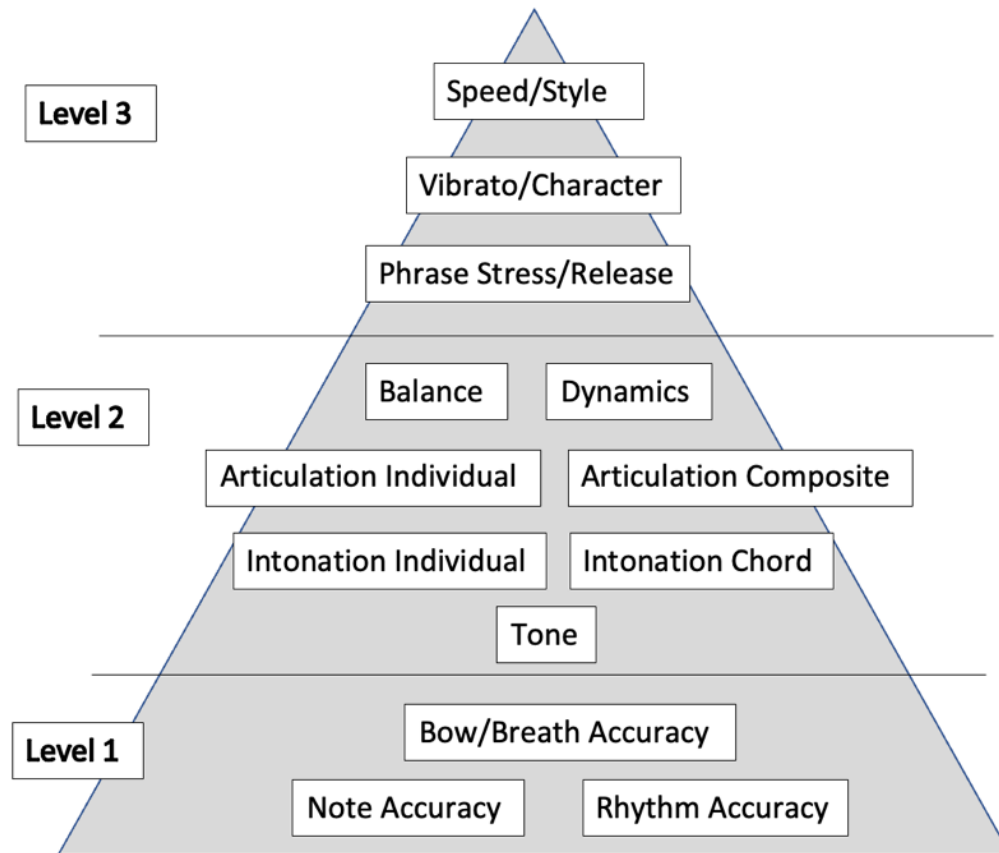 Speed/Style
Level 3
Vibrato/Character
Phrase Stress/Release
Balance
Dynamics
Level 2
Articulation Individual
Articulation Composite
Intonation Individual
Intonation Chord
Tone
Bow/Breath Accuracy
Level 1
Note Accuracy
Rhythm Accuracy